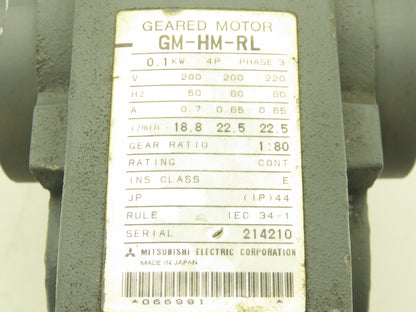 GEARED MOTOR
GM-HM-RL
0.1 KW 4P PHASE 3
V 200 200 220
Hz 50 60 60
A 0.7 0.65 0.65
r/min 18.8 22.5 22.5
GEAR RATIO 1:80
RATING CONT
INS CLASS E
JP (IP)44
RULE IEC 34-1
SERIAL 214210
MITSUBISHI ELECTRIC CORPORATION
MADE IN JAPAN
*066991